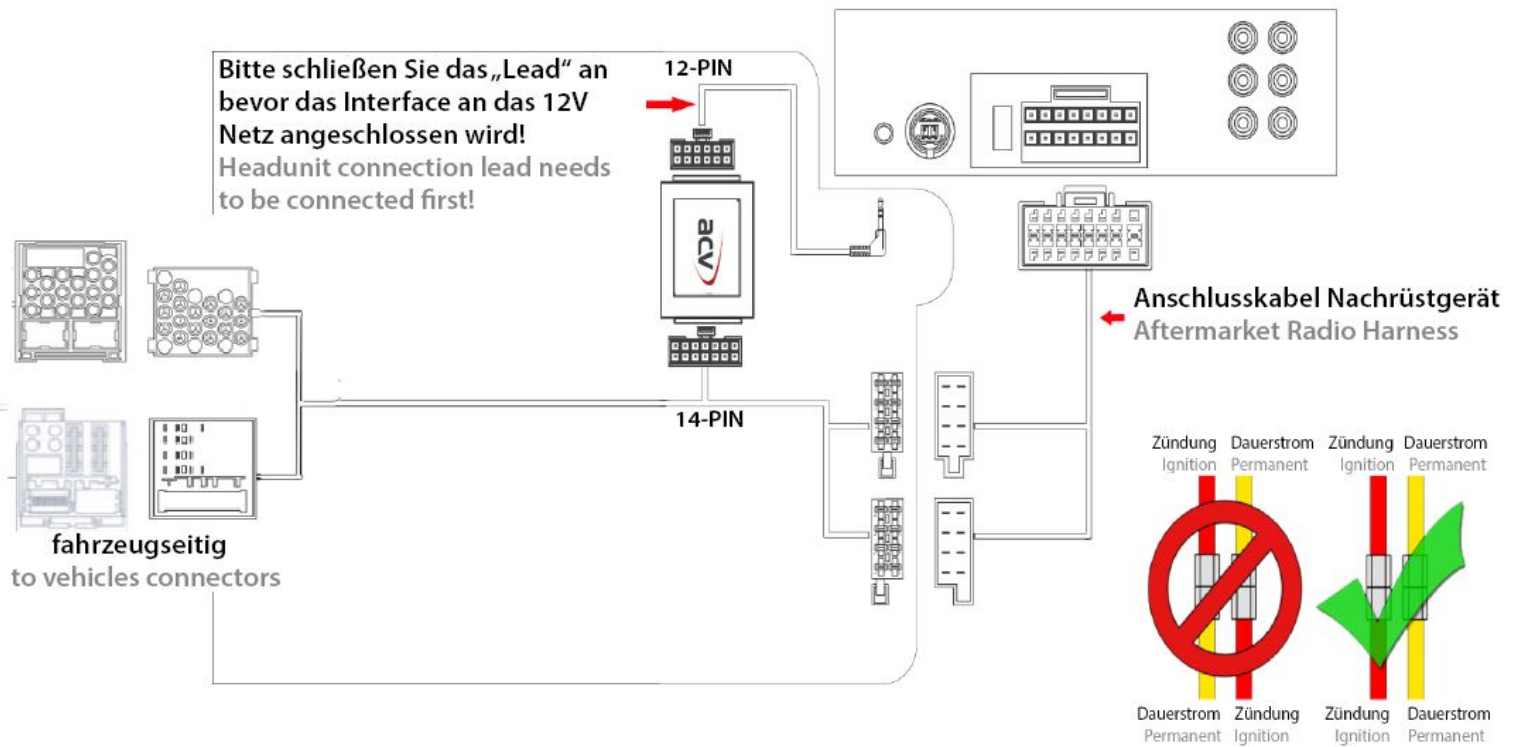 Bitte schließen Sie das„Lead“ an
bevor das Interface an das 12V
Netz angeschlossen wird!
Headunit connection lead needs
to be connected first!
12-PIN
acv
14-PIN
Anschlusskabel Nachrüstgerät
Aftermarket Radio Harness
fahrzeugseitig
to vehicles connectors
Zündung Dauerstrom Zündung Dauerstrom
Ignition Permanent Ignition Permanent
Dauerstrom Zündung Zündung Dauerstrom
Permanent Ignition Ignition Permanent